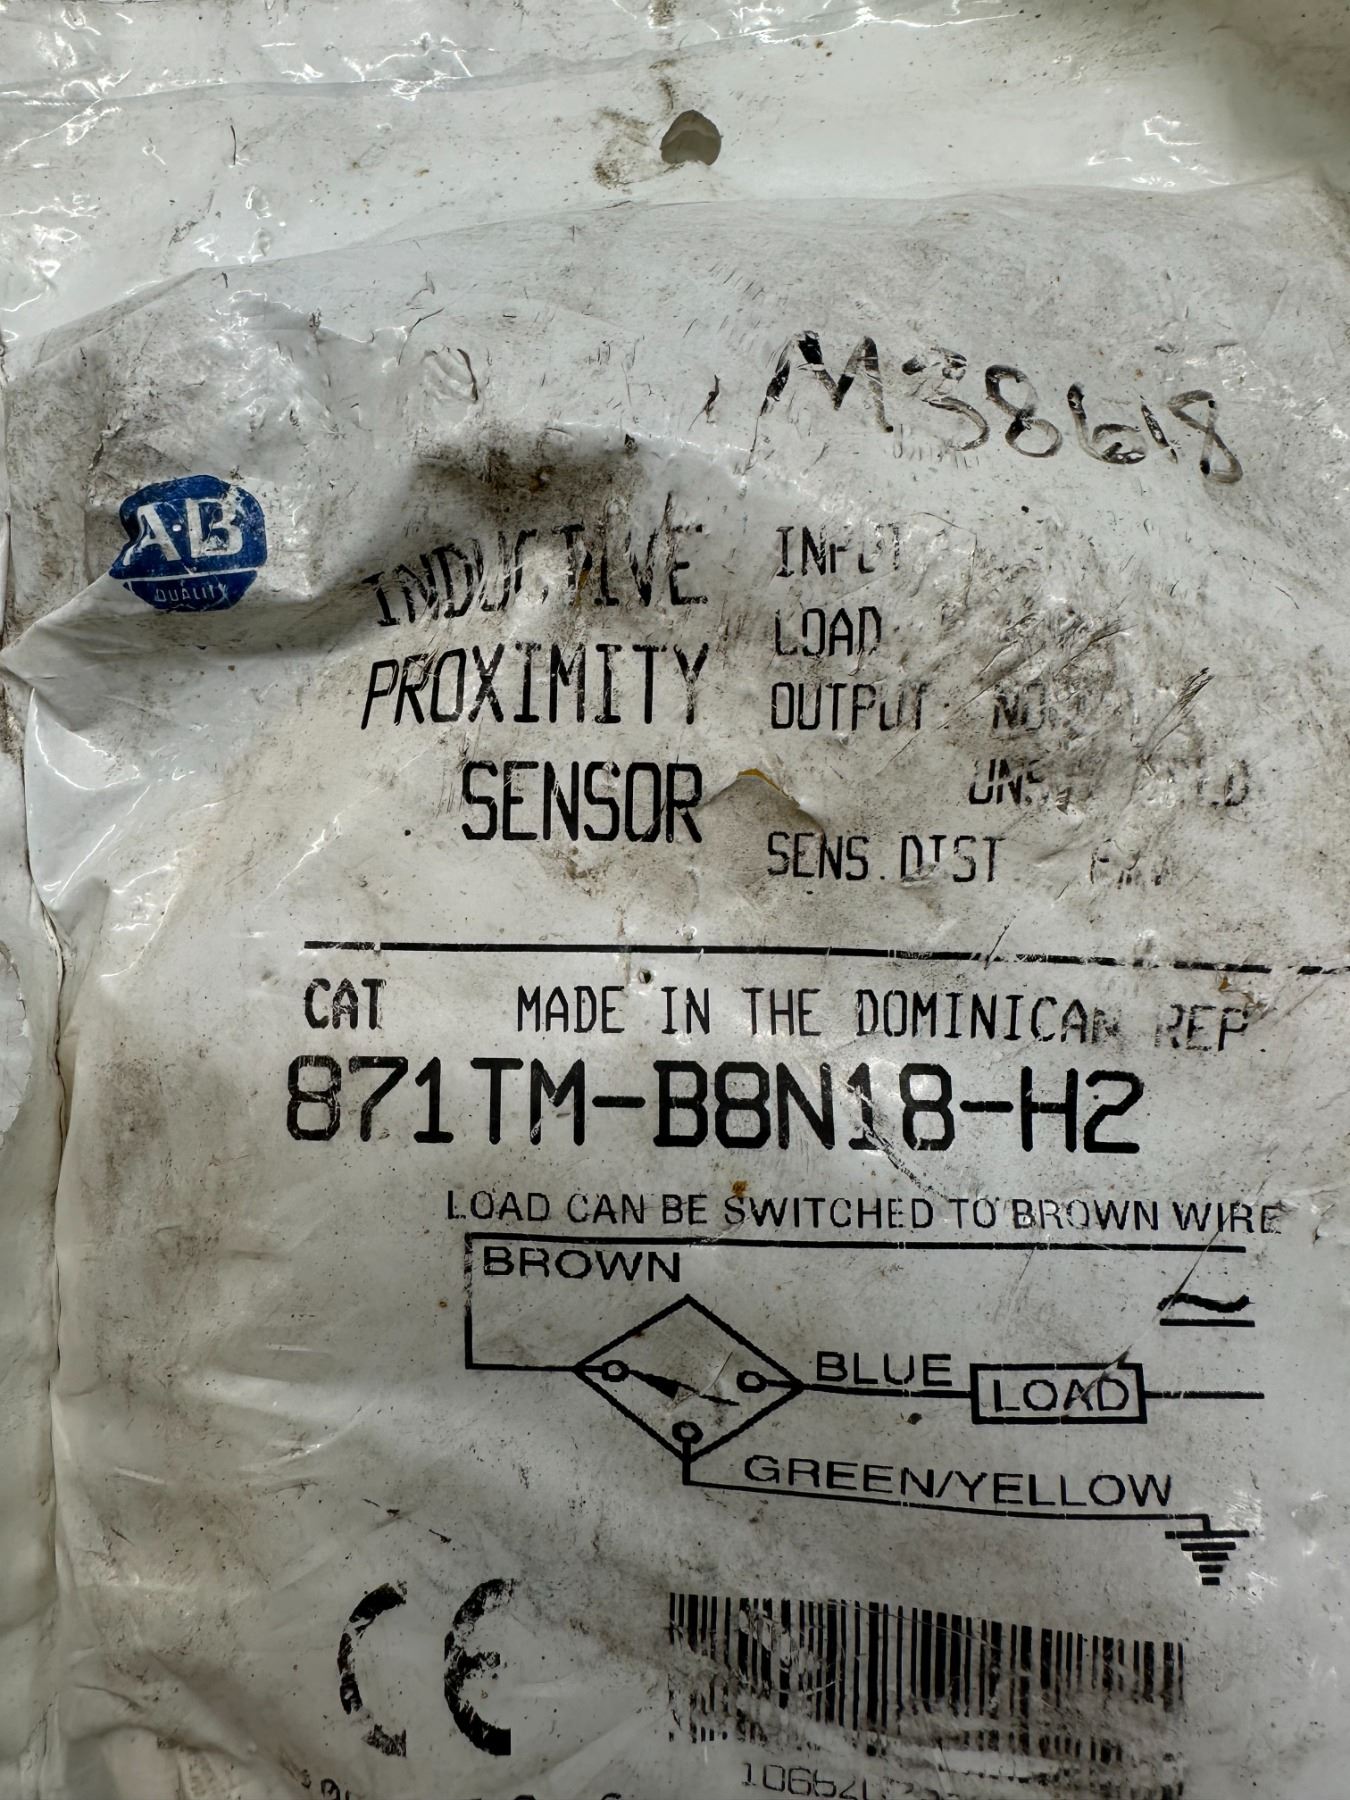 M38618
A·B
QUALITY
INDUCTIVE
PROXIMITY
SENSOR
INPUT
LOAD
OUTPUT
SENS. DIST
CAT
MADE IN THE DOMINICAN REP
871TM-B8N18-H2
LOAD CAN BE SWITCHED TO BROWN WIRE
BROWN
BLUE
LOAD
GREEN/YELLOW
CE